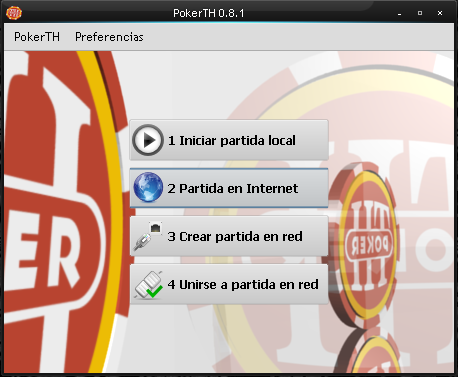 PokerTH 0.8.1
PokerTH Preferencias
1 Iniciar partida local
2 Partida en Internet
3 Crear partida en red
4 Unirse a partida en red
POKER